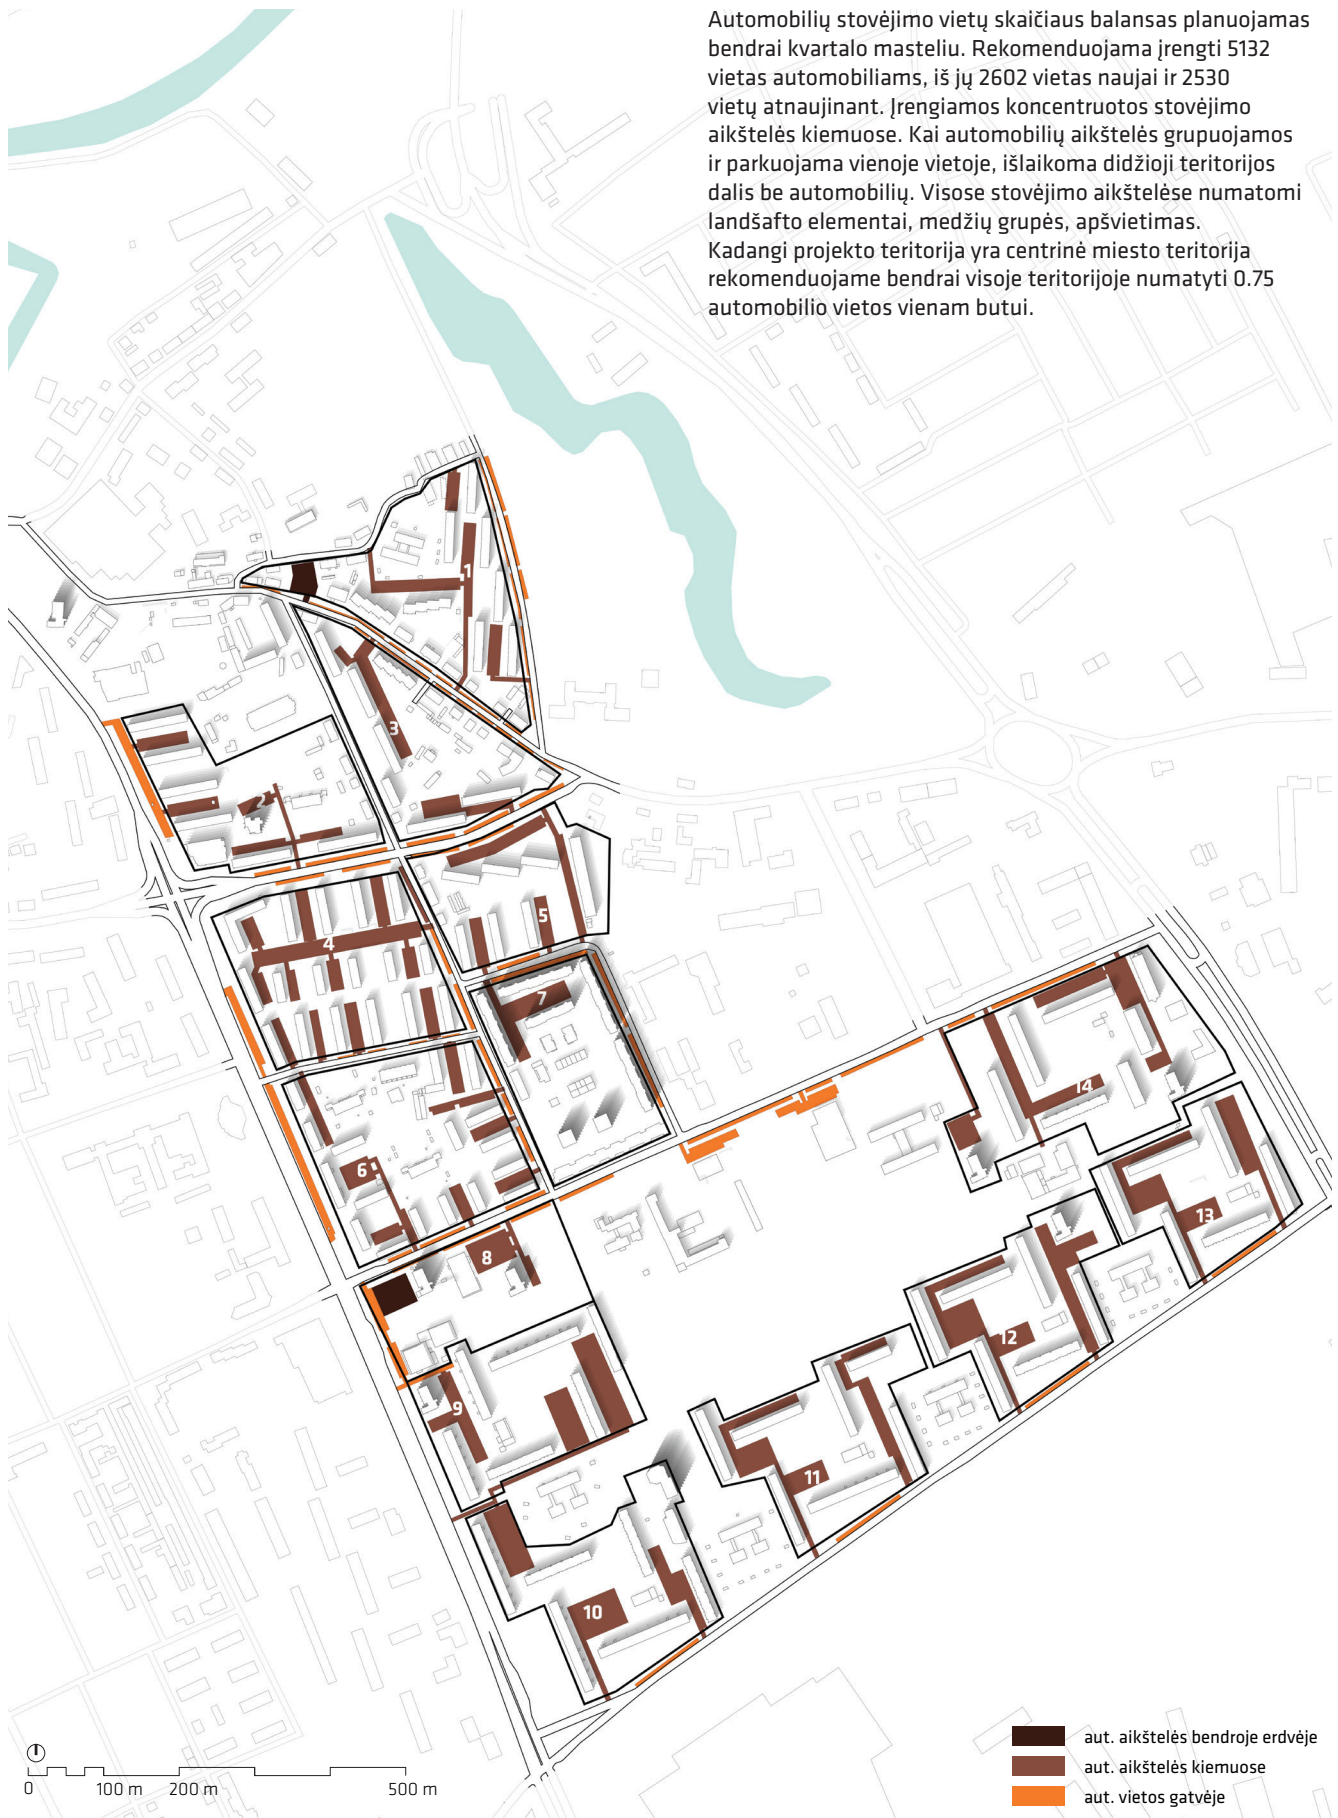 Automobilių stovėjimo vietų skaičiaus balansas planuojamas
bendrai kvartalo masteliu. Rekomenduojama įrengti 5132
vietas automobiliams, iš jų 2602 vietas naujai ir 2530
vietų atnaujinant. Įrengiamos koncentruotos stovėjimo
aikštelės kiemuose. Kai automobilių aikštelės grupuojamos
ir parkuojama vienoje vietoje, išlaikoma didžioji teritorijos
dalis be automobilių. Visose stovėjimo aikštelėse numatomi
landšafto elementai, medžių grupės, apšvietimas.
Kadangi projekto teritorija yra centrinė miesto teritorija
rekomenduojame bendrai visoje teritorijoje numatyti 0.75
automobilio vietos vienam butui.
1
3
2
5
4
7
14
6
13
8
12
9
11
10
aut. aikštelės bendroje erdvėje
aut. aikštelės kiemuose
aut. vietos gatvėje
0 100 m 200 m 500 m